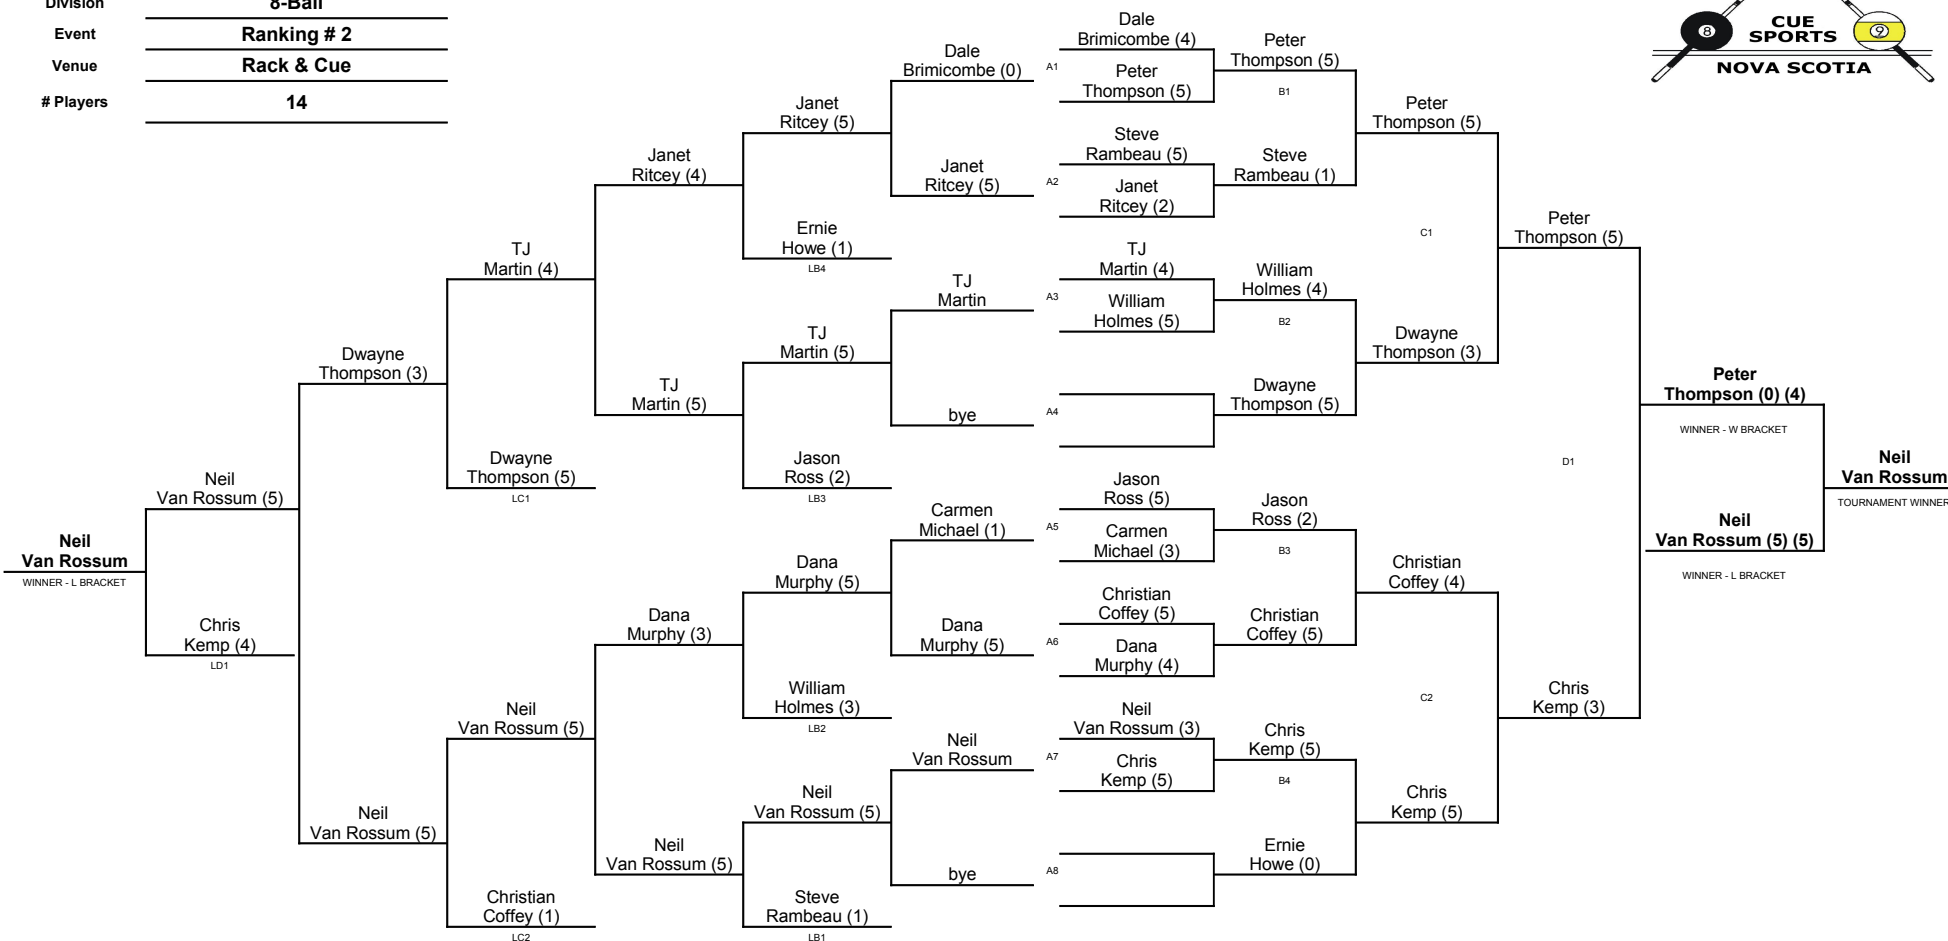 Division 8-Ball
Event Ranking # 2
Venue Rack & Cue
# Players 14
8
CUE
SPORTS
9
NOVA SCOTIA
Neil
Van Rossum
WINNER - L BRACKET
Neil
Van Rossum (5)
Chris
Kemp (4)
LD1
Dwayne
Thompson (3)
Neil
Van Rossum (5)
TJ
Martin (4)
Dwayne
Thompson (5)
LC1
Neil
Van Rossum (5)
Christian
Coffey (1)
LC2
Janet
Ritcey (4)
TJ
Martin (5)
Dana
Murphy (3)
Neil
Van Rossum (5)
Janet
Ritcey (5)
Ernie
Howe (1)
LB4
TJ
Martin (5)
Jason
Ross (2)
LB3
Dana
Murphy (5)
William
Holmes (3)
LB2
Neil
Van Rossum (5)
Steve
Rambeau (1)
LB1
Dale
Brimicombe (0)
Janet
Ritcey (5)
TJ
Martin
bye
Carmen
Michael (1)
Dana
Murphy (5)
Neil
Van Rossum
bye
A1
A2
A3
A4
A5
A6
A7
A8
Dale
Brimicombe (4)
Peter
Thompson (5)
Steve
Rambeau (5)
Janet
Ritcey (2)
TJ
Martin (4)
William
Holmes (5)
Jason
Ross (5)
Carmen
Michael (3)
Christian
Coffey (5)
Dana
Murphy (4)
Neil
Van Rossum (3)
Chris
Kemp (5)
Peter
Thompson (5)
B1
Steve
Rambeau (1)
William
Holmes (4)
B2
Dwayne
Thompson (5)
Jason
Ross (2)
B3
Christian
Coffey (5)
Chris
Kemp (5)
B4
Ernie
Howe (0)
Peter
Thompson (5)
C1
Dwayne
Thompson (3)
Christian
Coffey (4)
C2
Chris
Kemp (5)
Peter
Thompson (5)
D1
Chris
Kemp (3)
Peter
Thompson (0) (4)
WINNER - W BRACKET
Neil
Van Rossum (5) (5)
WINNER - L BRACKET
Neil
Van Rossum
TOURNAMENT WINNER